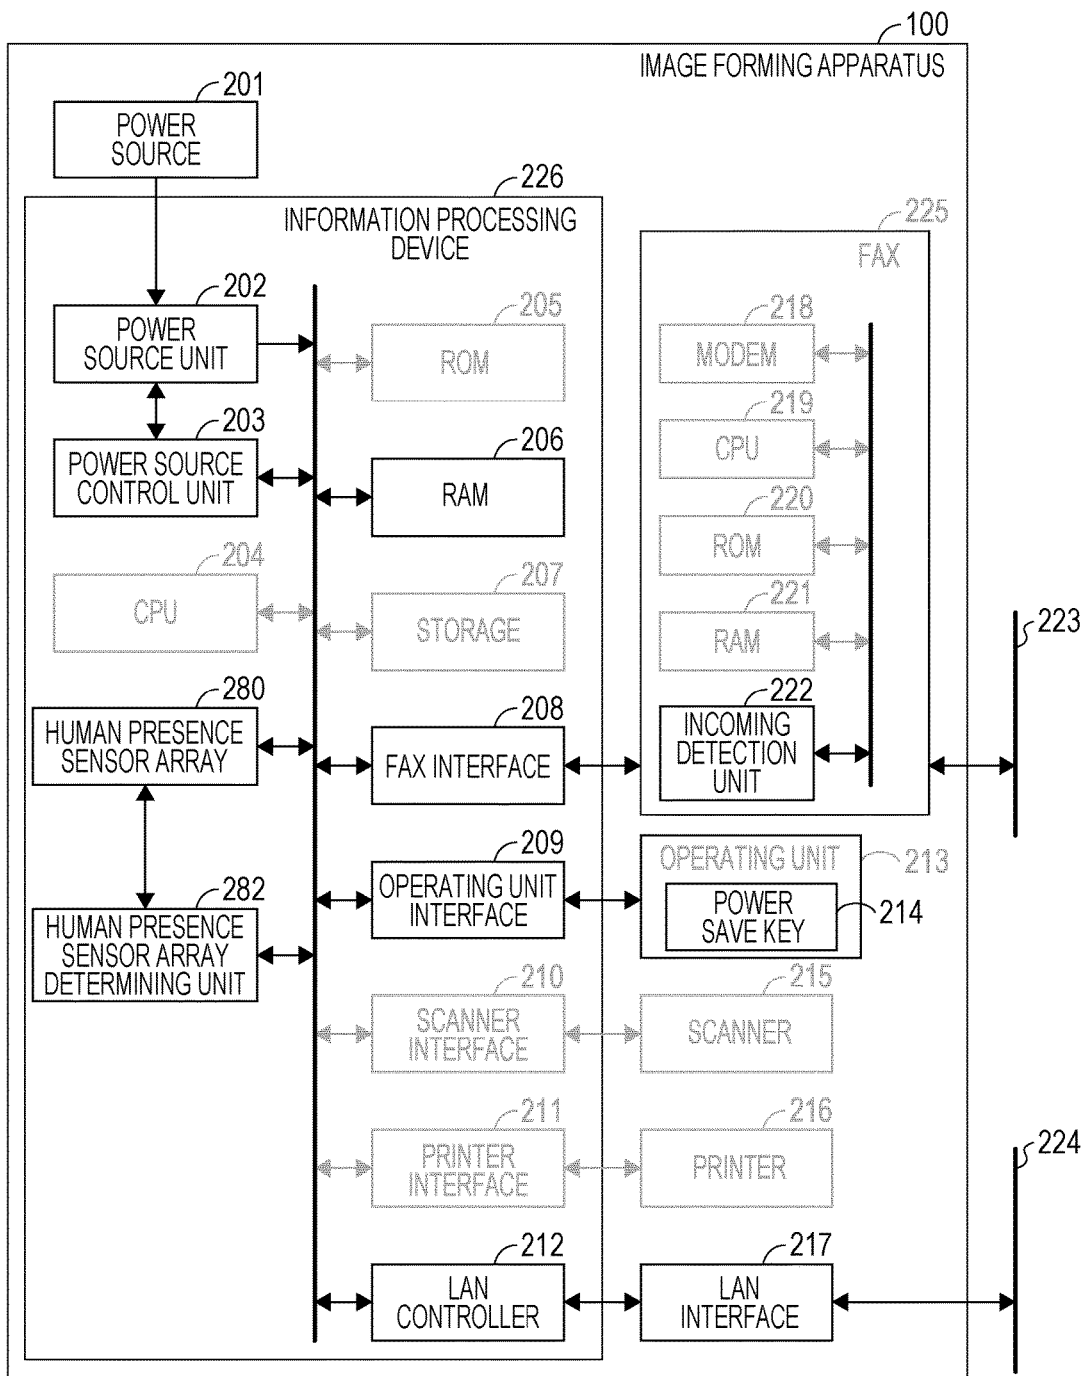 100
IMAGE FORMING APPARATUS
201
POWER
SOURCE
226
INFORMATION PROCESSING
DEVICE
202
POWER
SOURCE UNIT
203
POWER SOURCE
CONTROL UNIT
204
CPU
280
HUMAN PRESENCE
SENSOR ARRAY
282
HUMAN PRESENCE
SENSOR ARRAY
DETERMINING UNIT
205
ROM
206
RAM
207
STORAGE
208
FAX INTERFACE
209
OPERATING UNIT
INTERFACE
210
SCANNER
INTERFACE
211
PRINTER
INTERFACE
212
LAN
CONTROLLER
225
FAX
218
MODEM
219
CPU
220
ROM
221
RAM
222
INCOMING
DETECTION
UNIT
OPERATING UNIT
213
POWER
SAVE KEY
214
215
SCANNER
216
PRINTER
217
LAN
INTERFACE
223
224